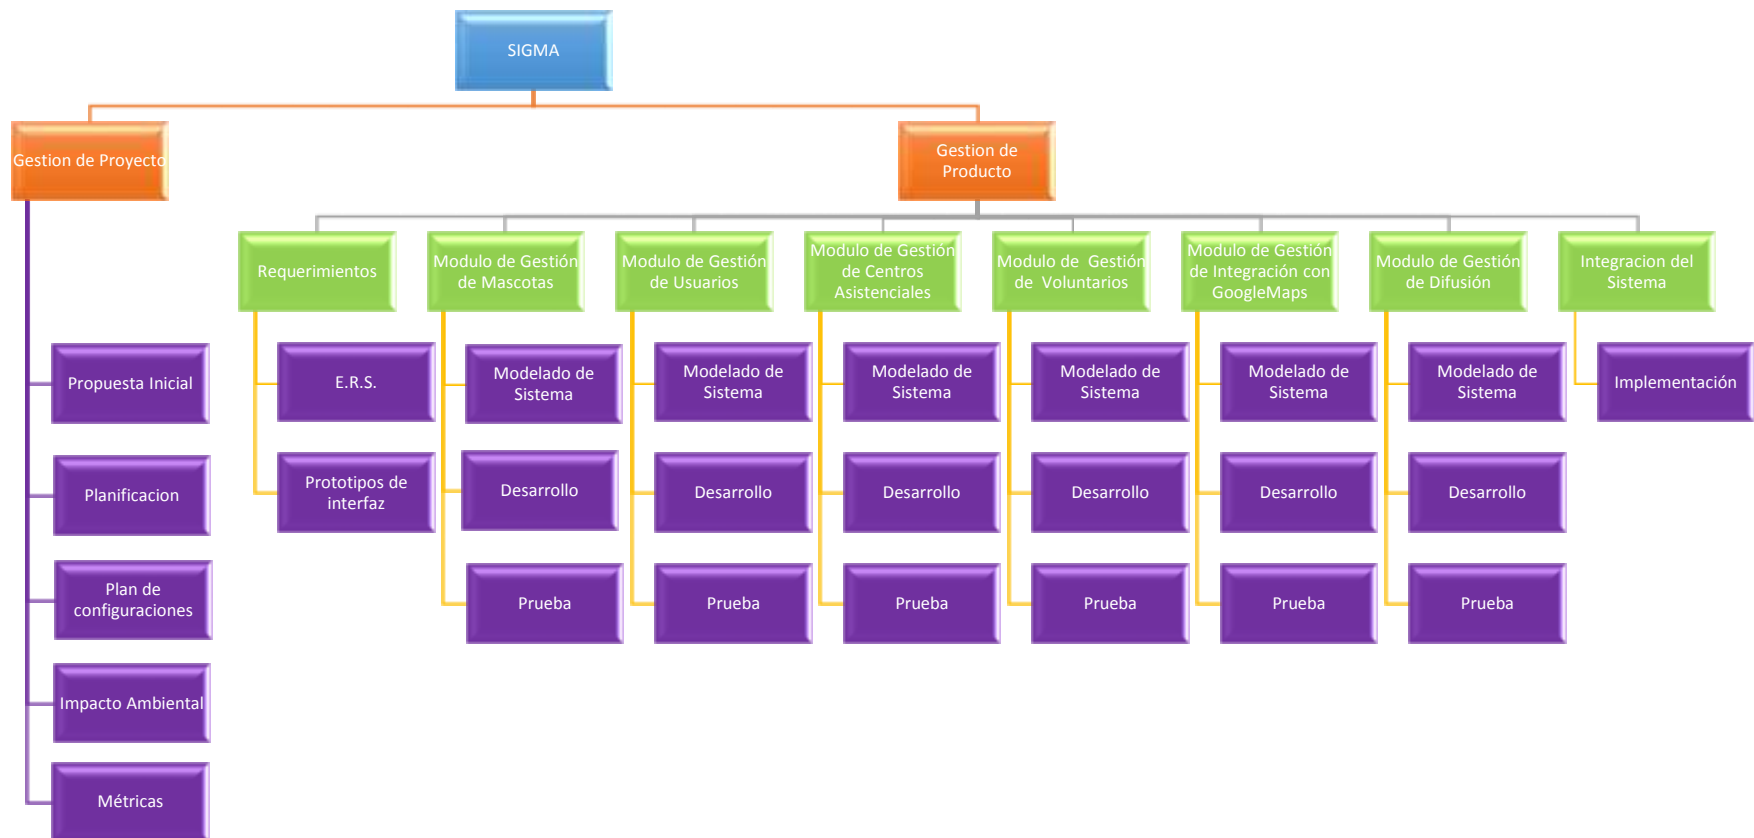 SIGMA
Gestion de Proyecto
Gestion de
Producto
Requerimientos
Modulo de Gestión
de Mascotas
Modulo de Gestión
de Usuarios
Modulo de Gestión
de Centros
Asistenciales
Modulo de  Gestión
de  Voluntarios
Modulo de Gestión
de Integración con
GoogleMaps
Modulo de Gestión
de Difusión
Integracion del
Sistema
Propuesta Inicial
Planificacion
Plan de
configuraciones
Impacto Ambiental
Métricas
E.R.S.
Prototipos de
interfaz
Modelado de
Sistema
Desarrollo
Prueba
Modelado de
Sistema
Desarrollo
Prueba
Modelado de
Sistema
Desarrollo
Prueba
Modelado de
Sistema
Desarrollo
Prueba
Modelado de
Sistema
Desarrollo
Prueba
Modelado de
Sistema
Desarrollo
Prueba
Implementación